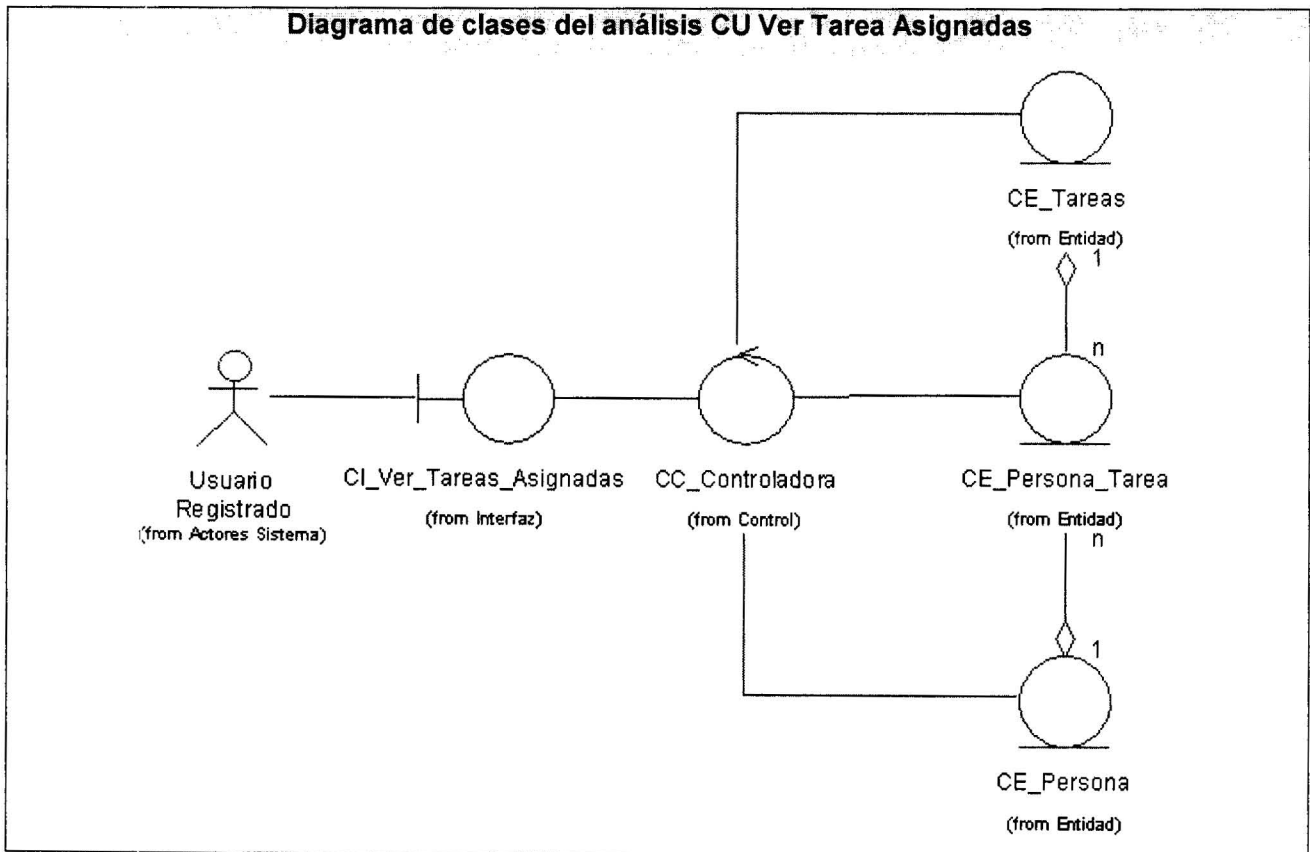 Diagrama de clases del análisis CU Ver Tarea Asignadas
CE_Tareas
(from Entidad)
1
n
Usuario
Registrado
(from Actores Sistema)
CI_Ver_Tareas_Asignadas
(from Interfaz)
CC_Controladora
(from Control)
CE_Persona_Tarea
(from Entidad)
n
1
CE_Persona
(from Entidad)